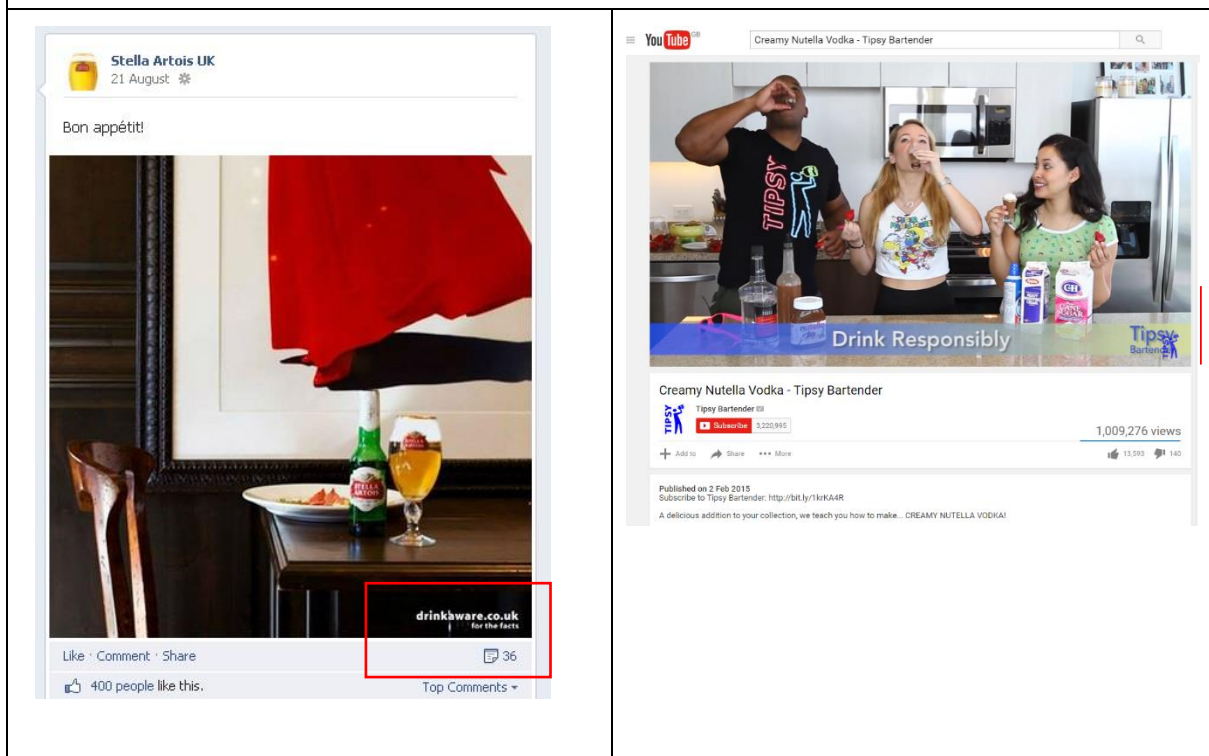 Stella Artois UK
21 August
Bon appétit!
STELLA ARTOIS
drinkaware.co.uk
for the facts
Like · Comment · Share
36
400 people like this.
Top Comments
YouTube GB
Creamy Nutella Vodka - Tipsy Bartender
TIPSY
Drink Responsibly
Tipsy
Bartender
Creamy Nutella Vodka - Tipsy Bartender
TIPSY
Tipsy Bartender
Subscribe 3,220,995
1,009,276 views
Add to Share More
13,593 140
Published on 2 Feb 2015
Subscribe to Tipsy Bartender: http://bit.ly/1krKA4R
A delicious addition to your collection, we teach you how to make... CREAMY NUTELLA VODKA!